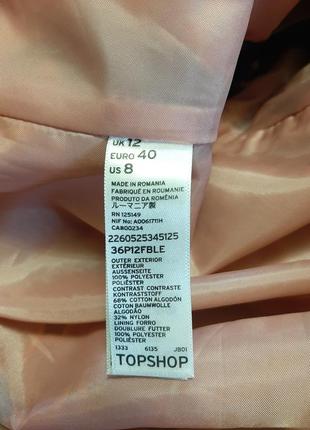 UK 12
EURO 40
US 8
MADE IN ROMANIA
FABRIQUÉ EN ROUMANIE
PRODUTO DA ROMÉNIA
ルーマニア製
RN 125149
NIF No: A0061711H
CA800234
2260525345125
36P12FBLE
OUTER EXTERIOR
EXTÉRIEUR
AUSSENSEITE
100% POLYESTER
POLIÉSTER
CONTRAST CONTRASTE
KONTRASTSTOFF
68% COTTON ALGODÓN
COTON BAUMWOLLE
ALGODÃO
32% NYLON
LINING FORRO
DOUBLURE FUTTER
100% POLYESTER
POLIÉSTER
1333 6135 JBD1
TOPSHOP